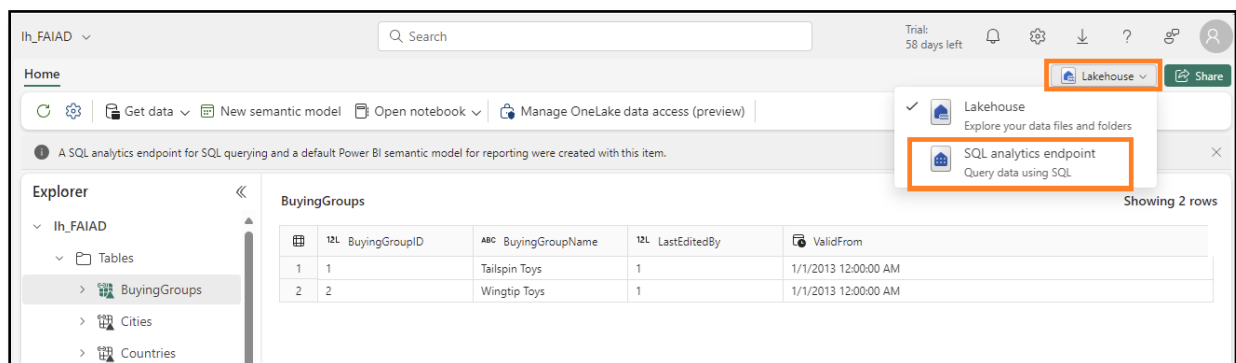 lh_FAIAD
Search
Trial:
58 days left
?
Home
Lakehouse
Share
Get data
New semantic model
Open notebook
Manage OneLake data access (preview)
Lakehouse
Explore your data files and folders
A SQL analytics endpoint for SQL querying and a default Power BI semantic model for reporting were created with this item.
SQL analytics endpoint
Query data using SQL
Explorer
BuyingGroups
Showing 2 rows
lh_FAIAD
Tables
BuyingGroups
Cities
Countries
12L BuyingGroupID ABC BuyingGroupName 12L LastEditedBy ValidFrom
1 1 Tailspin Toys 1 1/1/2013 12:00:00 AM
2 2 Wingtip Toys 1 1/1/2013 12:00:00 AM